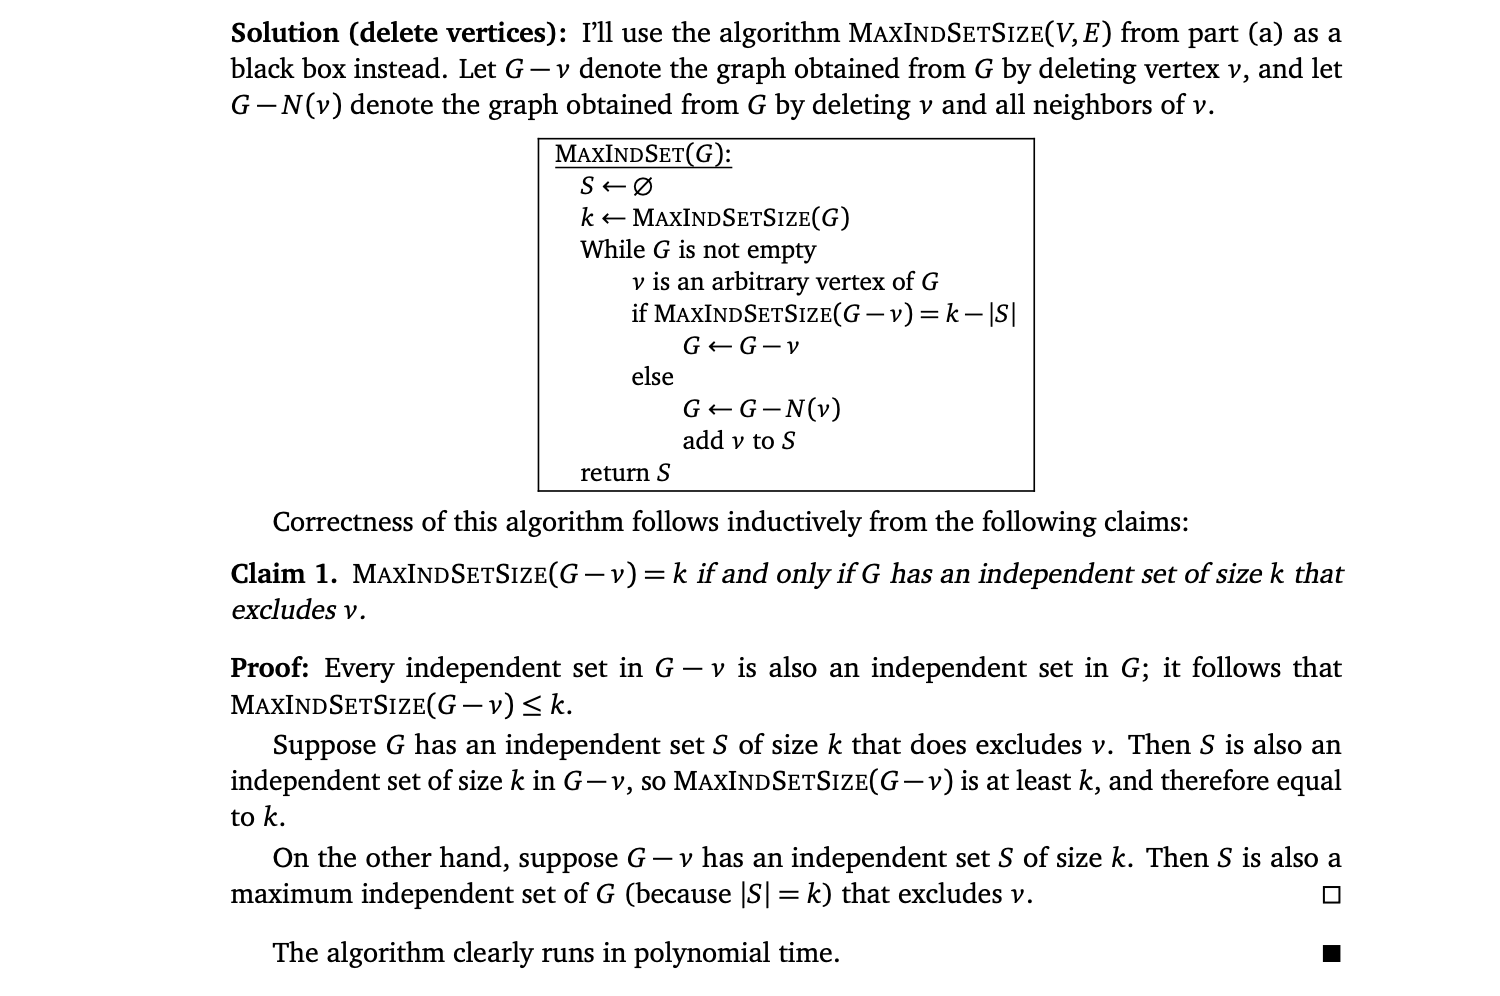 Solution (delete vertices): I’ll use the algorithm MAXINDSETSIZE(V, E) from part (a) as a
black box instead. Let G − v denote the graph obtained from G by deleting vertex v, and let
G − N(v) denote the graph obtained from G by deleting v and all neighbors of v.
MAXINDSET(G):
S ← ∅
k ← MAXINDSETSIZE(G)
While G is not empty
v is an arbitrary vertex of G
if MAXINDSETSIZE(G − v) = k − |S|
G ← G − v
else
G ← G − N(v)
add v to S
return S
Correctness of this algorithm follows inductively from the following claims:
Claim 1. MAXINDSETSIZE(G − v) = k if and only if G has an independent set of size k that
excludes v.
Proof: Every independent set in G − v is also an independent set in G; it follows that
MAXINDSETSIZE(G − v) ≤ k.
Suppose G has an independent set S of size k that does excludes v. Then S is also an
independent set of size k in G − v, so MAXINDSETSIZE(G − v) is at least k, and therefore equal
to k.
On the other hand, suppose G − v has an independent set S of size k. Then S is also a
maximum independent set of G (because |S| = k) that excludes v. □
The algorithm clearly runs in polynomial time. ■